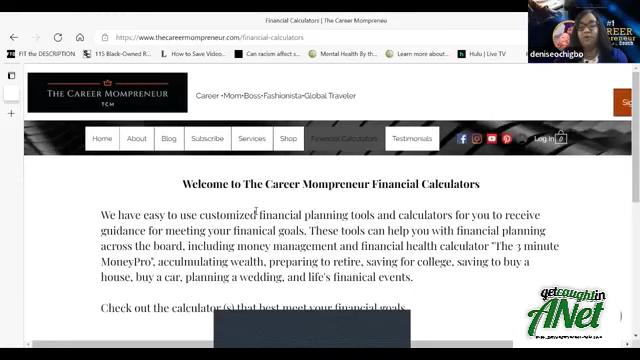 Financial Calculators | The Career Mompreneu
https://www.thecareermompreneur.com/financial-calculators
FIT the DESCRIPTION 115 Black-Owned R... How to Save Video... Can racism affect s... Mental Health By th... Learn more about... Hulu | Live TV
#1
deniseochigbo
THE CAREER MOMPRENEUR
TCM
Career •Mom•Boss•Fashionista•Global Traveler
Home About Blog Subscribe Services Shop Financial Calculators Testimonials Log In 0
Welcome to The Career Mompreneur Financial Calculators
We have easy to use customized financial planning tools and calculators for you to receive
guidance for meeting your finanical goals. These tools can help you with financial planning
across the board, including money management and financial health calculator "The 3 minute
MoneyPro", acculmulating wealth, preparing to retire, saving for college, saving to buy a
house, buy a car, planning a wedding, and life's finanical events.
Check out the calculator (s) that best meet your financial goals
getcaughtin
ANet